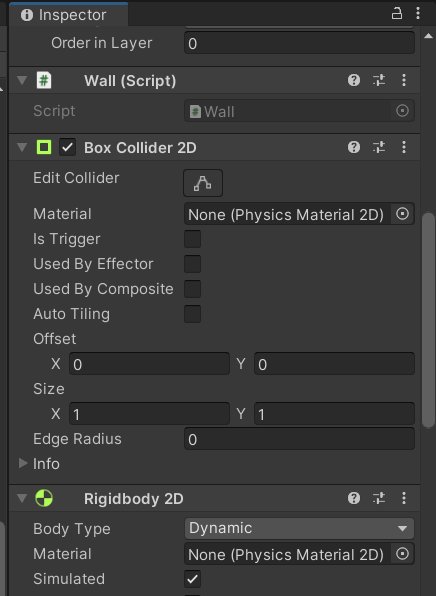 Inspector
Order in Layer 0
# Wall (Script)
Script # Wall
Box Collider 2D
Edit Collider
Material None (Physics Material 2D)
Is Trigger
Used By Effector
Used By Composite
Auto Tiling
Offset
X 0 Y 0
Size
X 1 Y 1
Edge Radius 0
Info
Rigidbody 2D
Body Type Dynamic
Material None (Physics Material 2D)
Simulated